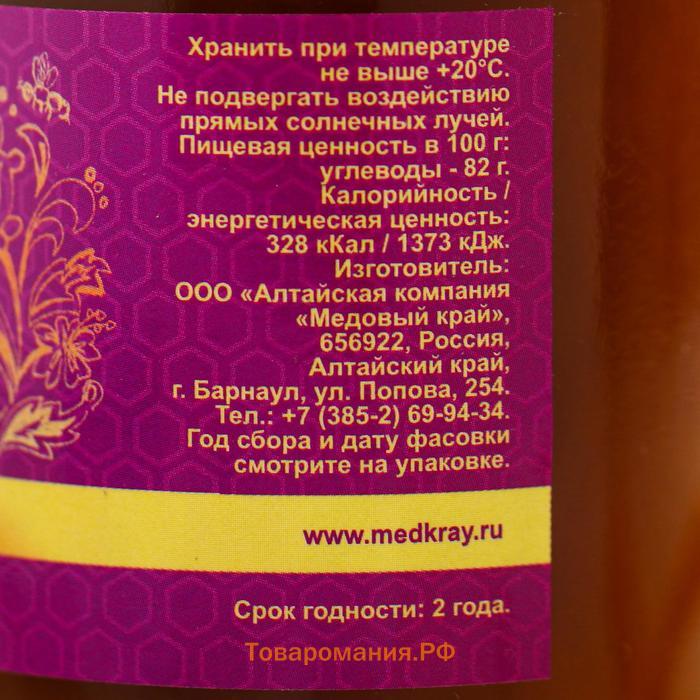 Хранить при температуре
не выше +20°С.
Не подвергать воздействию
прямых солнечных лучей.
Пищевая ценность в 100 г:
углеводы - 82 г.
Калорийность /
энергетическая ценность:
328 кКал / 1373 кДж.
Изготовитель:
ООО «Алтайская компания
«Медовый край»,
656922, Россия,
Алтайский край,
г. Барнаул, ул. Попова, 254.
Тел.: +7 (385-2) 69-94-34.
Год сбора и дату фасовки
смотрите на упаковке.
www.medkray.ru
Срок годности: 2 года.
Товаромания.РФ